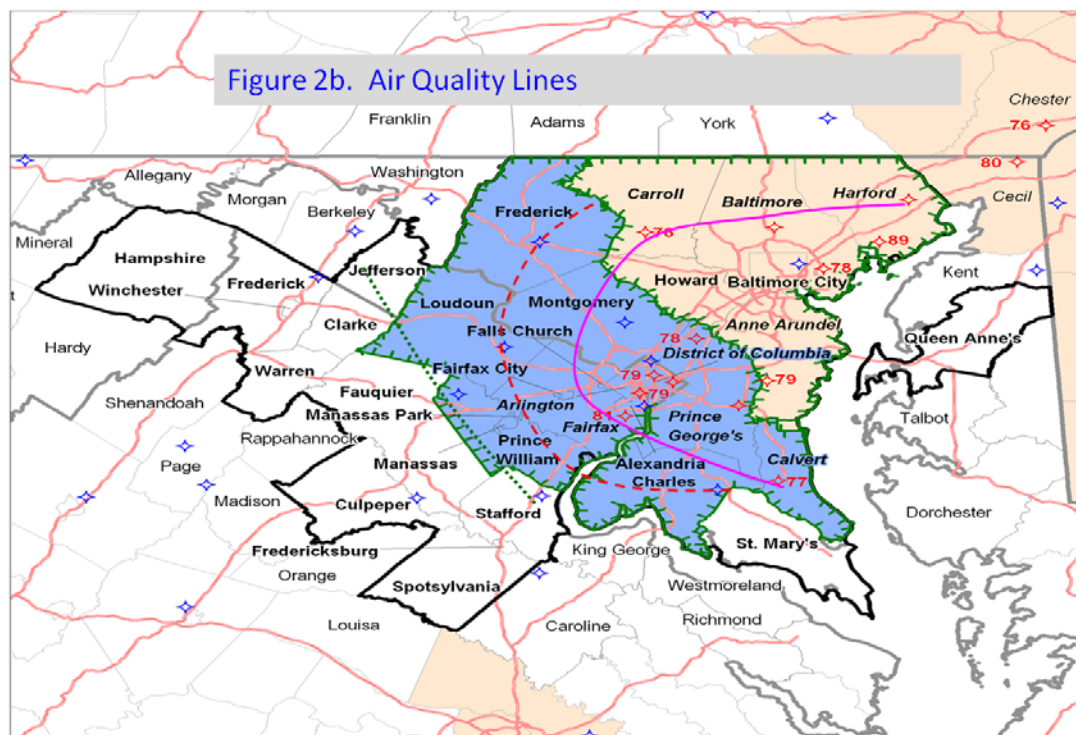 Figure 2b. Air Quality Lines
Chester
76
Franklin
Adams
York
80
Allegany
Washington
Cecil
Morgan
Carroll
Baltimore
Harford
Berkeley
Frederick
Mineral
76
89
Hampshire
Jefferson
78
Kent
Winchester
Frederick
Howard
Baltimore City
Loudoun
Montgomery
Clarke
Falls Church
Anne Arundel
Hardy
78
Queen Anne's
District of Columbia
Warren
Fairfax City
79
79
Fauquier
79
Shenandoah
Arlington
Manassas Park
81
Prince
George's
Talbot
Fairfax
Rappahannock
Prince
William
Page
Manassas
Alexandria
Calvert
Charles
77
Madison
Culpeper
Stafford
Dorchester
St. Mary's
Fredericksburg
King George
Orange
Spotsylvania
Westmoreland
Richmond
Louisa
Caroline